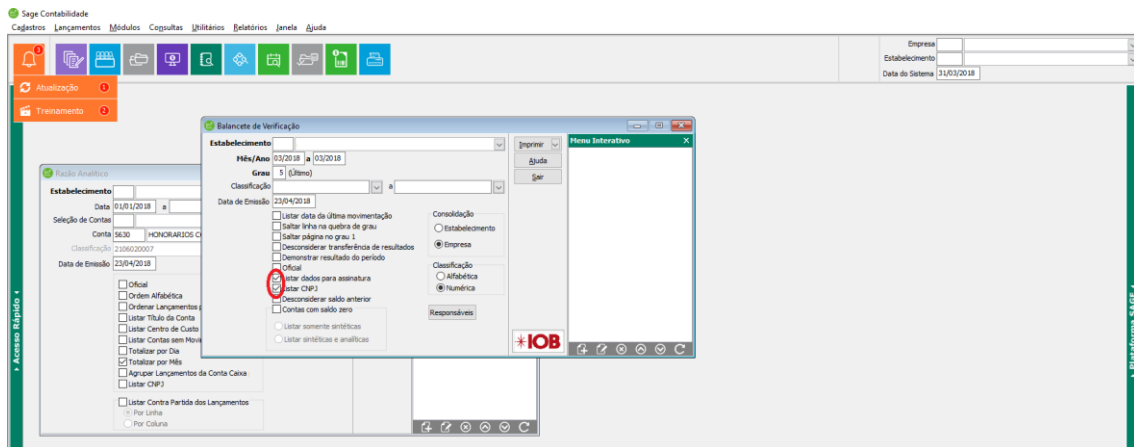 Sage Contabilidade
Cadastros Lançamentos Módulos Consultas Utilitários Relatórios Janela Ajuda
3
Empresa
Estabelecimento
Data do Sistema 31/03/2018
Atualização 1
Treinamento 2
Balancete de Verificação
Estabelecimento
Mês/Ano 03/2018 a 03/2018
Grau 5 (Último)
Classificação a
Data de Emissão 23/04/2018
Listar data da última movimentação
Saltar linha na quebra de grau
Saltar página no grau 1
Desconsiderar transferência de resultados
Demonstrar resultado do período
Oficial
Listar dados para assinatura
Listar CNPJ
Desconsiderar saldo anterior
Contas com saldo zero
Listar somente sintéticas
Listar sintéticas e analíticas
Consolidação
Estabelecimento
Empresa
Classificação
Alfabética
Numérica
Responsáveis
Imprimir
Ajuda
Sair
IOB
Menu Interativo X
Razão Analítico
Estabelecimento
Data 01/01/2018 a
Seleção de Contas
Conta 5630 HONORARIOS
Classificação 2106020007
Data de Emissão 23/04/2018
Oficial
Ordem Alfabética
Ordenar Lançamentos
Listar Título da Conta
Listar Centro de Custo
Listar Contas sem
Totalizar por Dia
Totalizar por Mês
Agrupar Lançamentos da Conta Caixa
Listar CNPJ
Listar Contra Partida dos Lançamentos
Por Linha
Por Coluna
Acesso Rápido
Plataforma SAGE